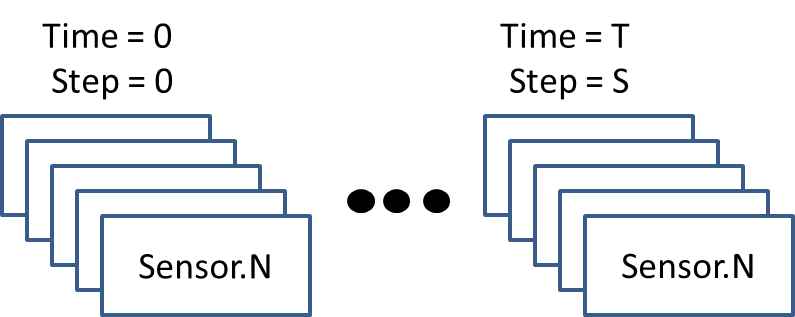 Time = 0
Step = 0
Sensor.N
Time = T
Step = S
Sensor.N